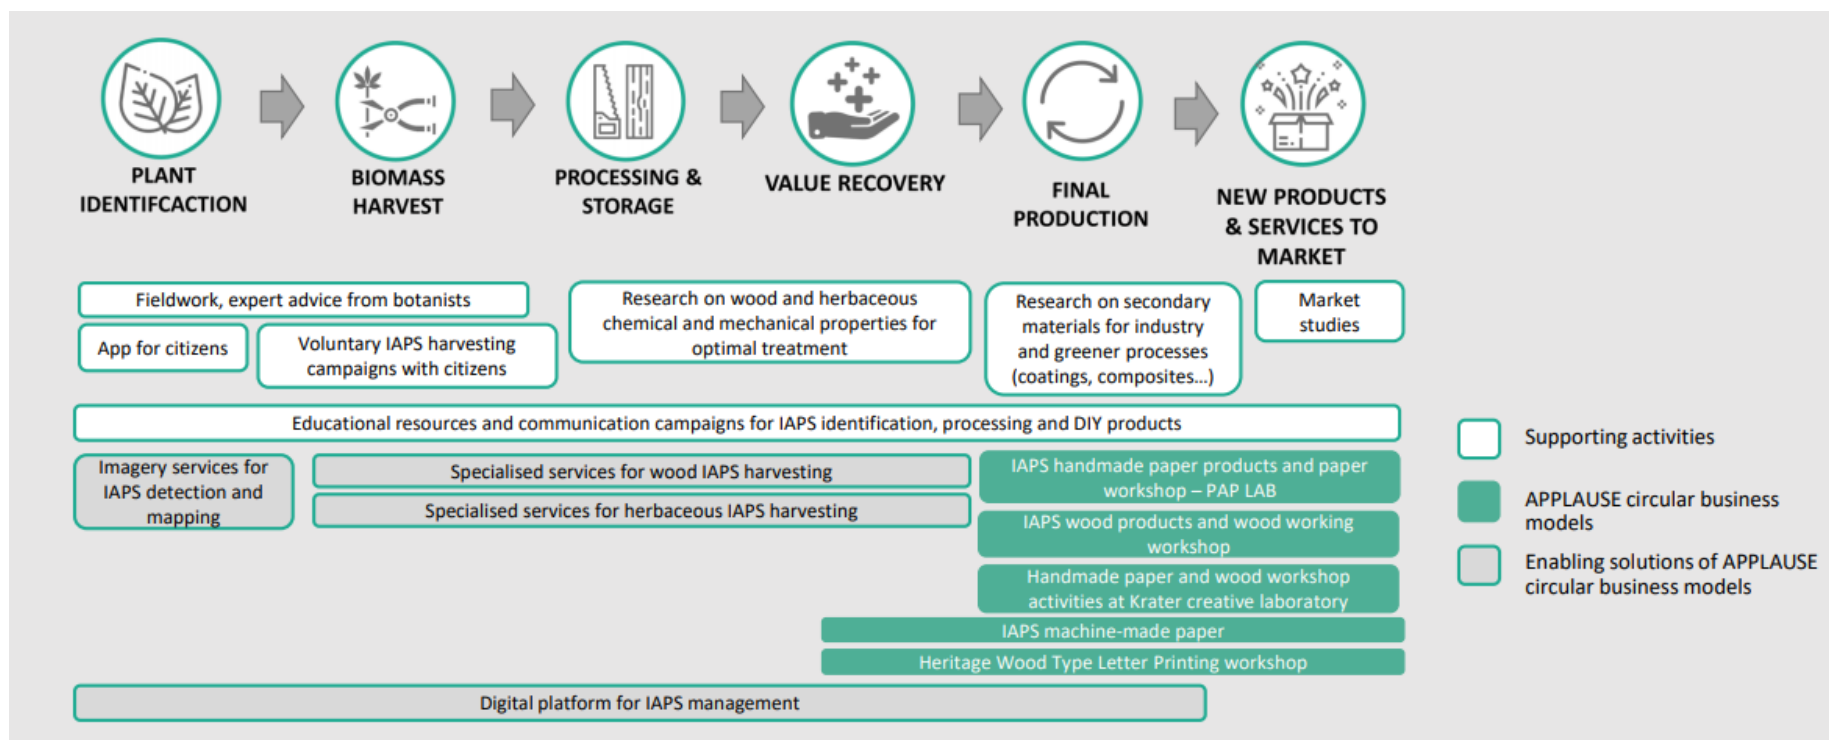 PLANT
IDENTIFCACTION
BIOMASS
HARVEST
PROCESSING &
STORAGE
VALUE RECOVERY
FINAL
PRODUCTION
NEW PRODUCTS
& SERVICES TO
MARKET
Fieldwork, expert advice from botanists
App for citizens
Voluntary IAPS harvesting
campaigns with citizens
Research on wood and herbaceous
chemical and mechanical properties for
optimal treatment
Research on secondary
materials for industry
and greener processes
(coatings, composites...)
Market
studies
Educational resources and communication campaigns for IAPS identification, processing and DIY products
Imagery services for
IAPS detection and
mapping
Specialised services for wood IAPS harvesting
Specialised services for herbaceous IAPS harvesting
IAPS handmade paper products and paper
workshop – PAP LAB
IAPS wood products and wood working
workshop
Handmade paper and wood workshop
activities at Krater creative laboratory
IAPS machine-made paper
Heritage Wood Type Letter Printing workshop
Digital platform for IAPS management
Supporting activities
APPLAUSE circular business
models
Enabling solutions of APPLAUSE
circular business models